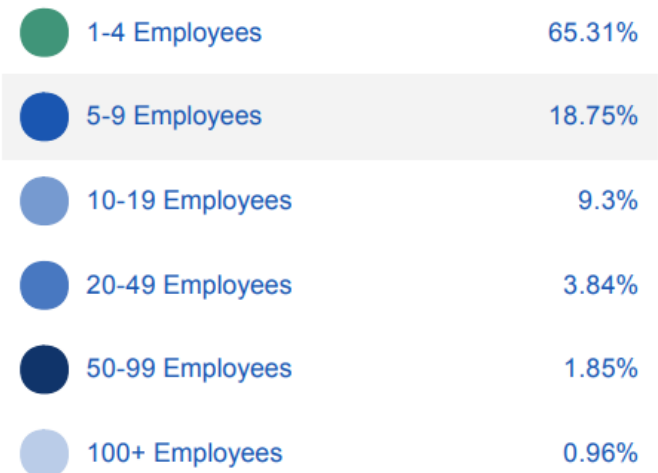 1-4 Employees 65.31%
5-9 Employees 18.75%
10-19 Employees 9.3%
20-49 Employees 3.84%
50-99 Employees 1.85%
100+ Employees 0.96%